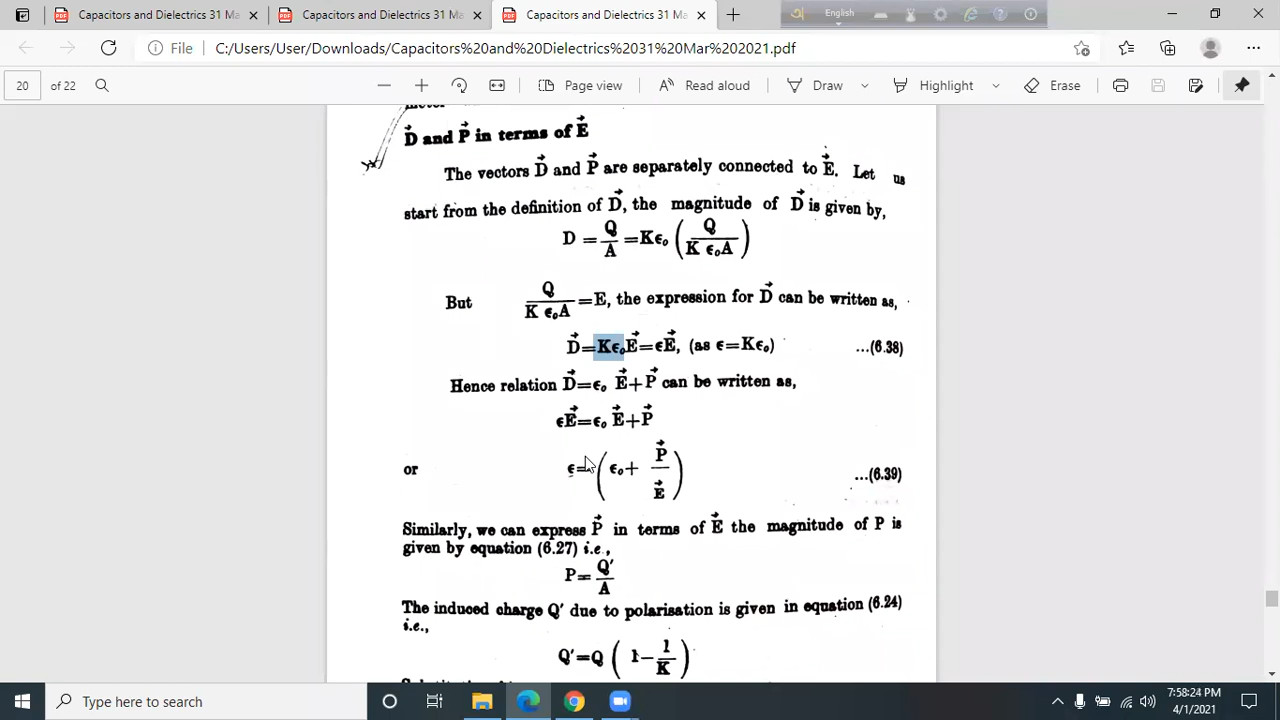 Capacitors and Dielectrics 31 Ma
Capacitors and Dielectrics 31 Ma
Capacitors and Dielectrics 31 Ma
English
File
C:/Users/User/Downloads/Capacitors%20and%20Dielectrics%2031%20Mar%202021.pdf
20 of 22
Page view
Read aloud
Draw
Highlight
Erase
D⃗ and P⃗ in terms of E⃗
The vectors D⃗ and P⃗ are separately connected to E⃗. Let us
start from the definition of D⃗, the magnitude of D⃗ is given by,
D = Q/A = Kϵ₀ (Q/K ϵ₀A)
But Q/K ϵ₀A = E, the expression for D⃗ can be written as,
D⃗=Kϵ₀E⃗=ϵE⃗, (as ϵ=Kϵ₀) ...(6.38)
Hence relation D⃗=ϵ₀ E⃗+P⃗ can be written as,
ϵE⃗=ϵ₀ E⃗+P⃗
or ϵ=(ϵ₀+ P⃗/E⃗) ...(6.39)
Similarly, we can express P⃗ in terms of E⃗ the magnitude of P is
given by equation (6.27) i.e.,
P= Q′/A
The induced charge Q′ due to polarisation is given in equation (6.24)
i.e.,
Q′=Q (1− 1/K)
Type here to search
7:58:24 PM
4/1/2021